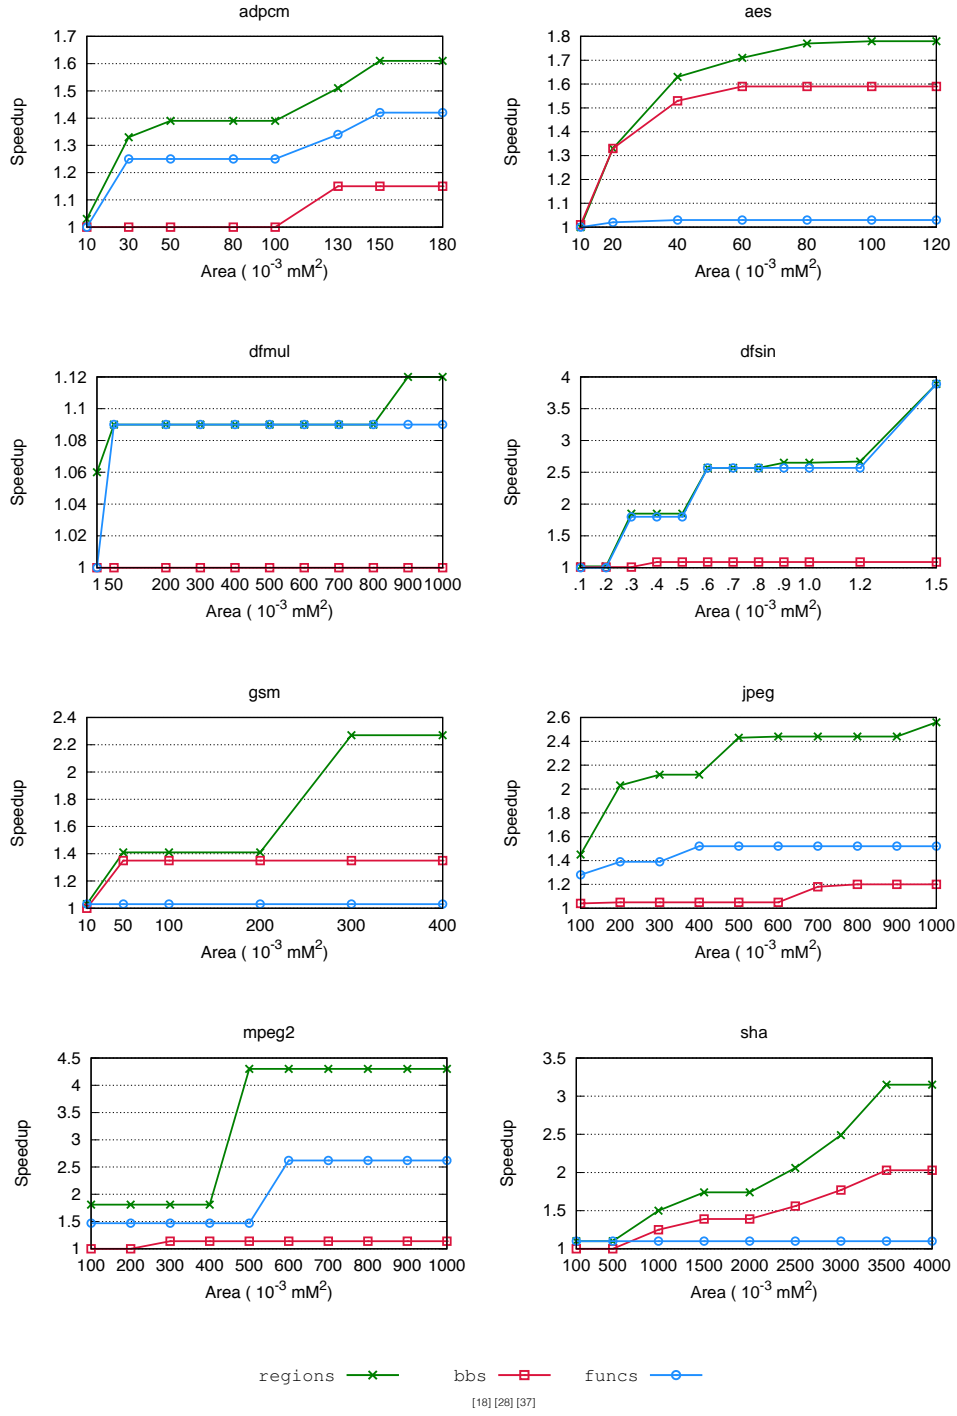 adpcm
1.7
1.6
1.5
1.4
1.3
1.2
1.1
1
Speedup
10 30 50 80 100 130 150 180
Area ( 10-3 mM2)
aes
1.8
1.7
1.6
1.5
1.4
1.3
1.2
1.1
1
Speedup
10 20 40 60 80 100 120
Area ( 10-3 mM2)
dfmul
1.12
1.1
1.08
1.06
1.04
1.02
1
Speedup
1 50 200 300 400 500 600 700 800 900 1000
Area ( 10-3 mM2)
dfsin
4
3.5
3
2.5
2
1.5
1
Speedup
.1 .2 .3 .4 .5 .6 .7 .8 .9 1.0 1.2 1.5
Area ( 10-3 mM2)
gsm
2.4
2.2
2
1.8
1.6
1.4
1.2
1
Speedup
10 50 100 200 300 400
Area ( 10-3 mM2)
jpeg
2.6
2.4
2.2
2
1.8
1.6
1.4
1.2
1
Speedup
100 200 300 400 500 600 700 800 900 1000
Area ( 10-3 mM2)
mpeg2
4.5
4
3.5
3
2.5
2
1.5
1
Speedup
100 200 300 400 500 600 700 800 900 1000
Area ( 10-3 mM2)
sha
3.5
3
2.5
2
1.5
1
Speedup
100 500 1000 1500 2000 2500 3000 3500 4000
Area ( 10-3 mM2)
regions bbs funcs
[18] [28] [37]